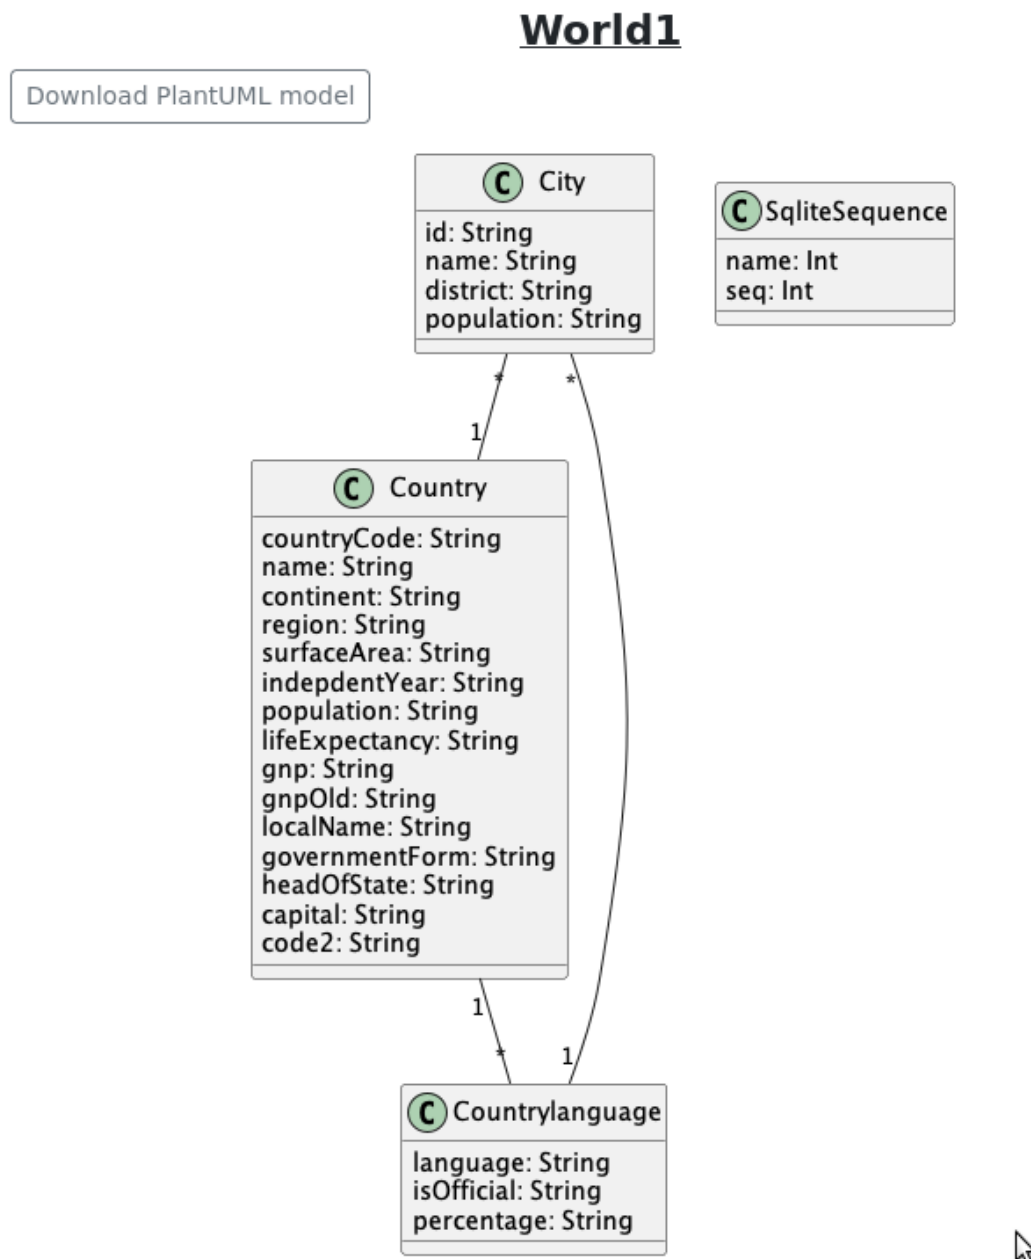 World1
Download PlantUML model
C City
id: String
name: String
district: String
population: String
C SqliteSequence
name: Int
seq: Int
*
*
1
C Country
countryCode: String
name: String
continent: String
region: String
surfaceArea: String
indepdentYear: String
population: String
lifeExpectancy: String
gnp: String
gnpOld: String
localName: String
governmentForm: String
headOfState: String
capital: String
code2: String
1
*
1
C Countrylanguage
language: String
isOfficial: String
percentage: String